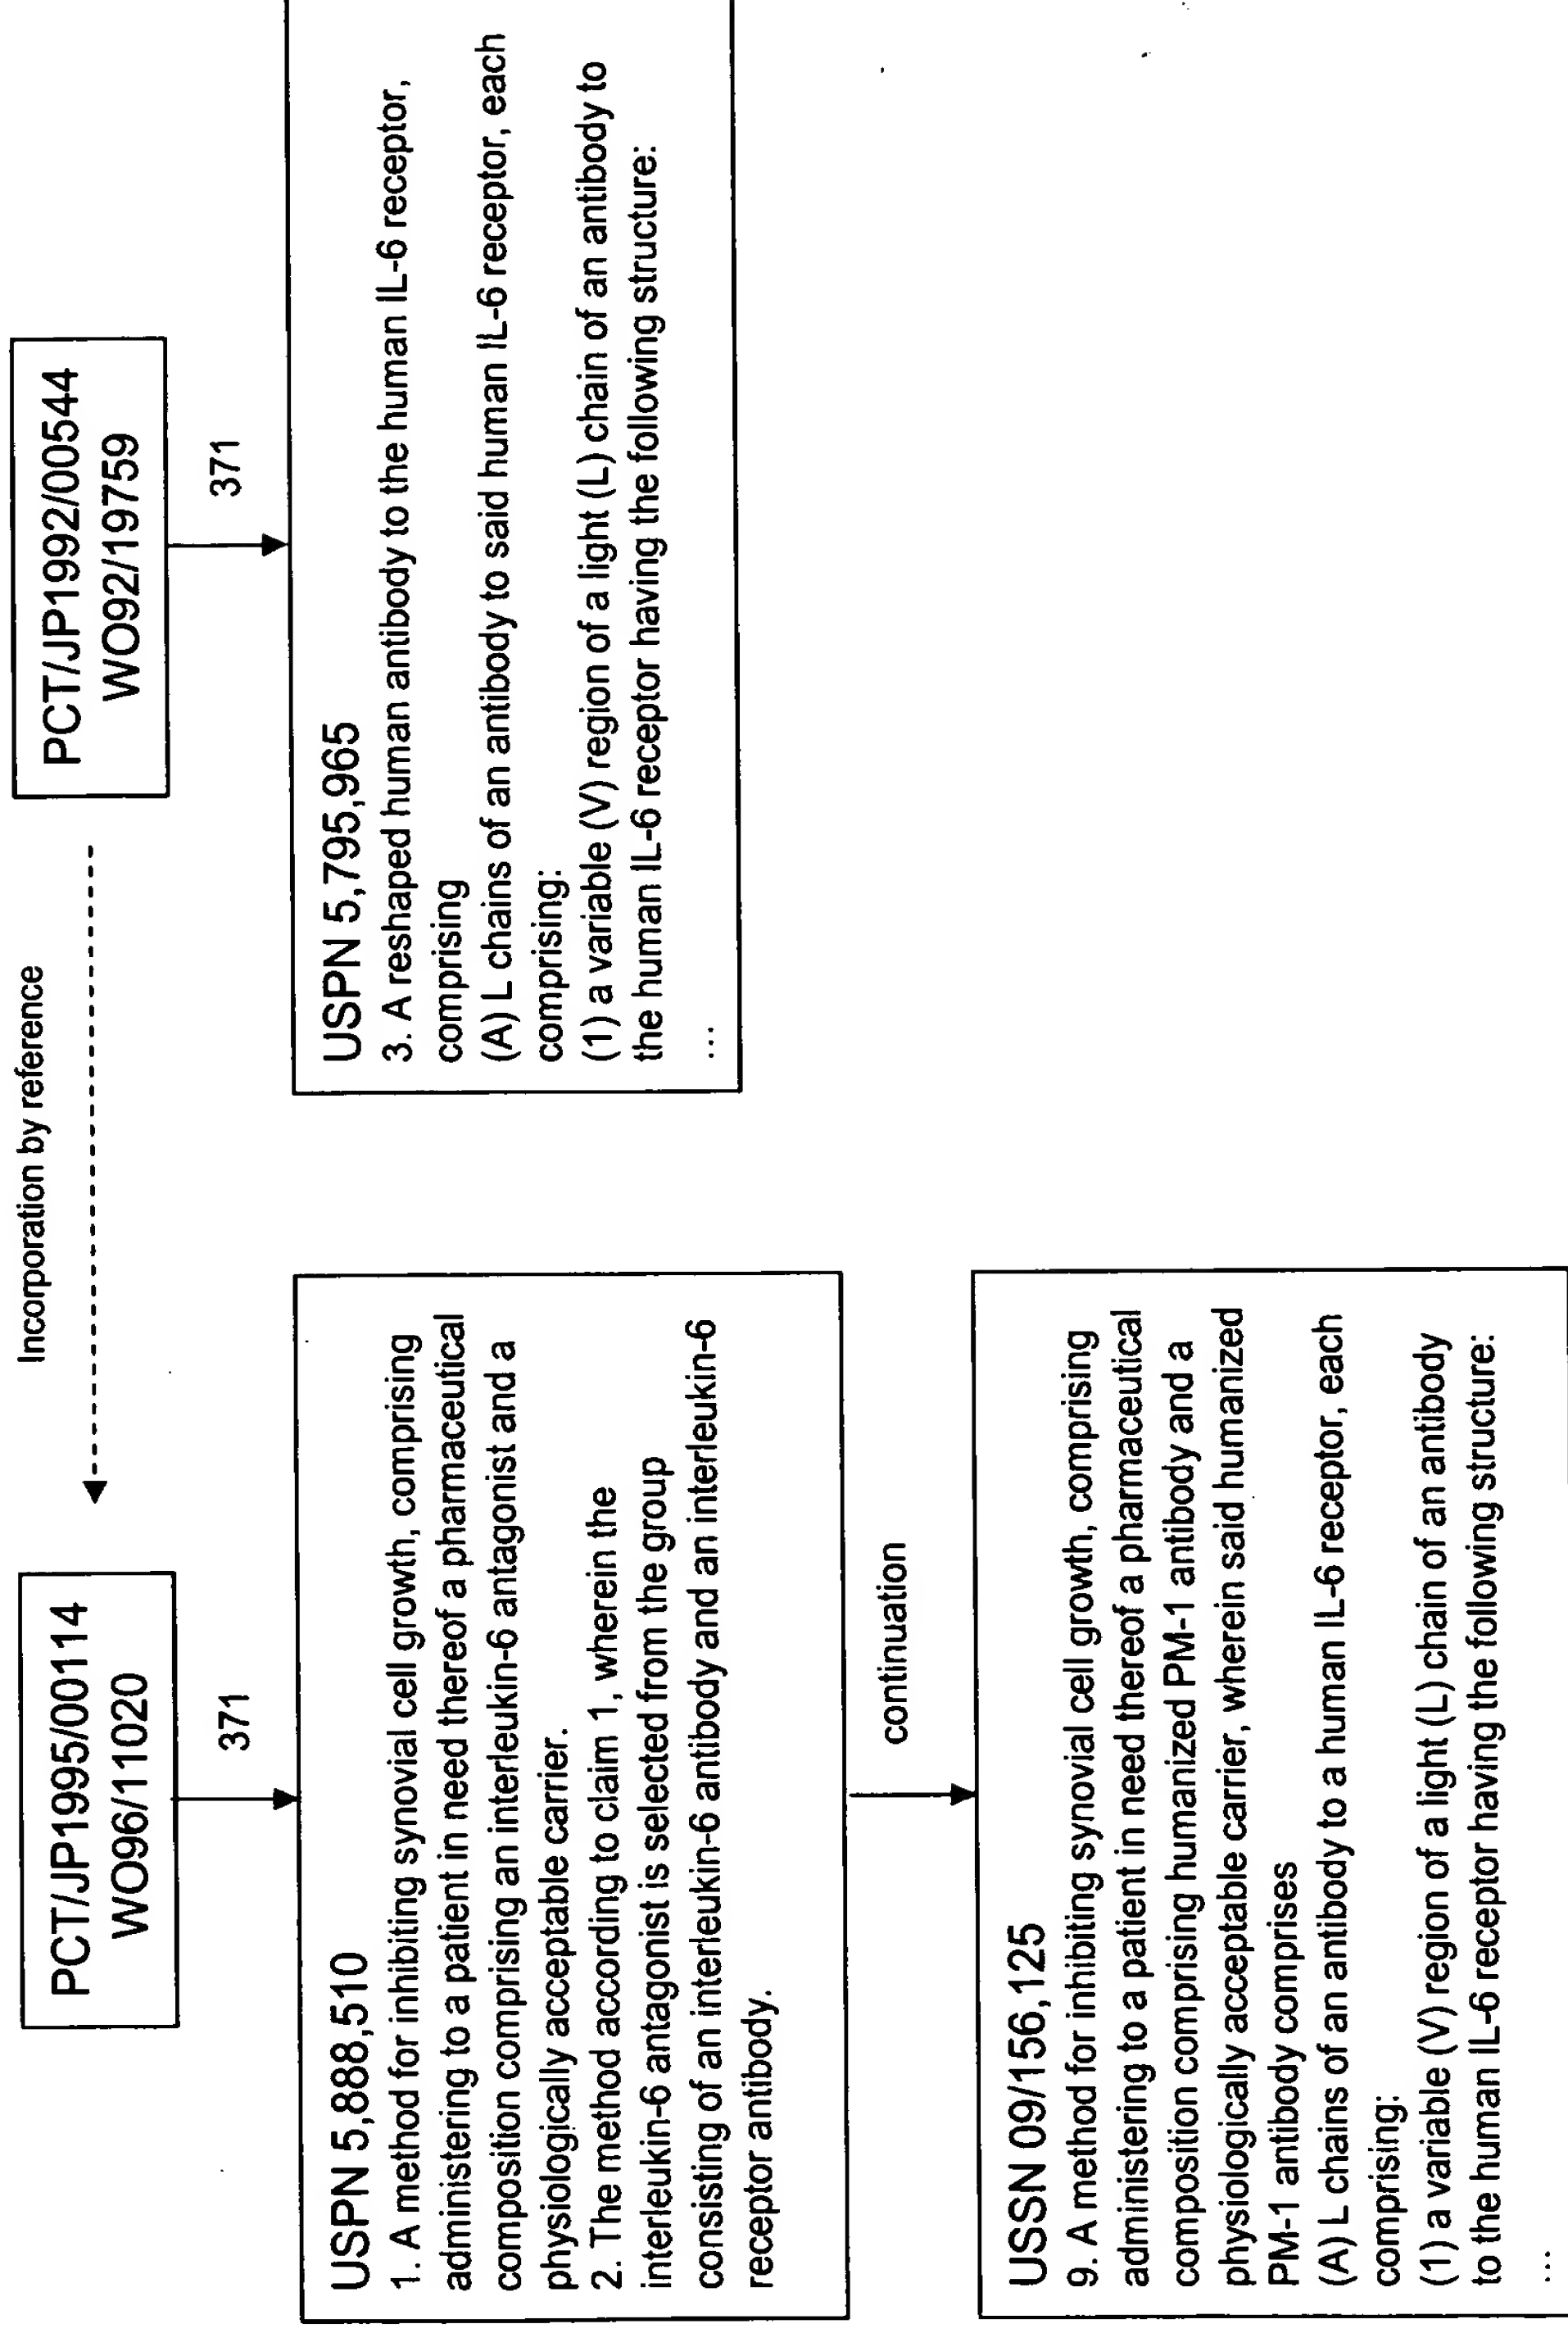 Incorporation by reference
PCT/JP1995/00114
WO96/11020
371
USPN 5,888,510
1. A method for inhibiting synovial cell growth, comprising
administering to a patient in need thereof a pharmaceutical
composition comprising an interleukin-6 antagonist and a
physiologically acceptable carrier.
2. The method according to claim 1, wherein the
interleukin-6 antagonist is selected from the group
consisting of an interleukin-6 antibody and an interleukin-6
receptor antibody.
continuation
USSN 09/156,125
9. A method for inhibiting synovial cell growth, comprising
administering to a patient in need thereof a pharmaceutical
composition comprising humanized PM-1 antibody and a
physiologically acceptable carrier, wherein said humanized
PM-1 antibody comprises
(A) L chains of an antibody to a human IL-6 receptor, each
comprising:
(1) a variable (V) region of a light (L) chain of an antibody
to the human IL-6 receptor having the following structure:
...
PCT/JP1992/00544
WO92/19759
371
USPN 5,795,965
3. A reshaped human antibody to the human IL-6 receptor,
comprising
(A) L chains of an antibody to said human IL-6 receptor, each
comprising:
(1) a variable (V) region of a light (L) chain of an antibody to
the human IL-6 receptor having the following structure:
...